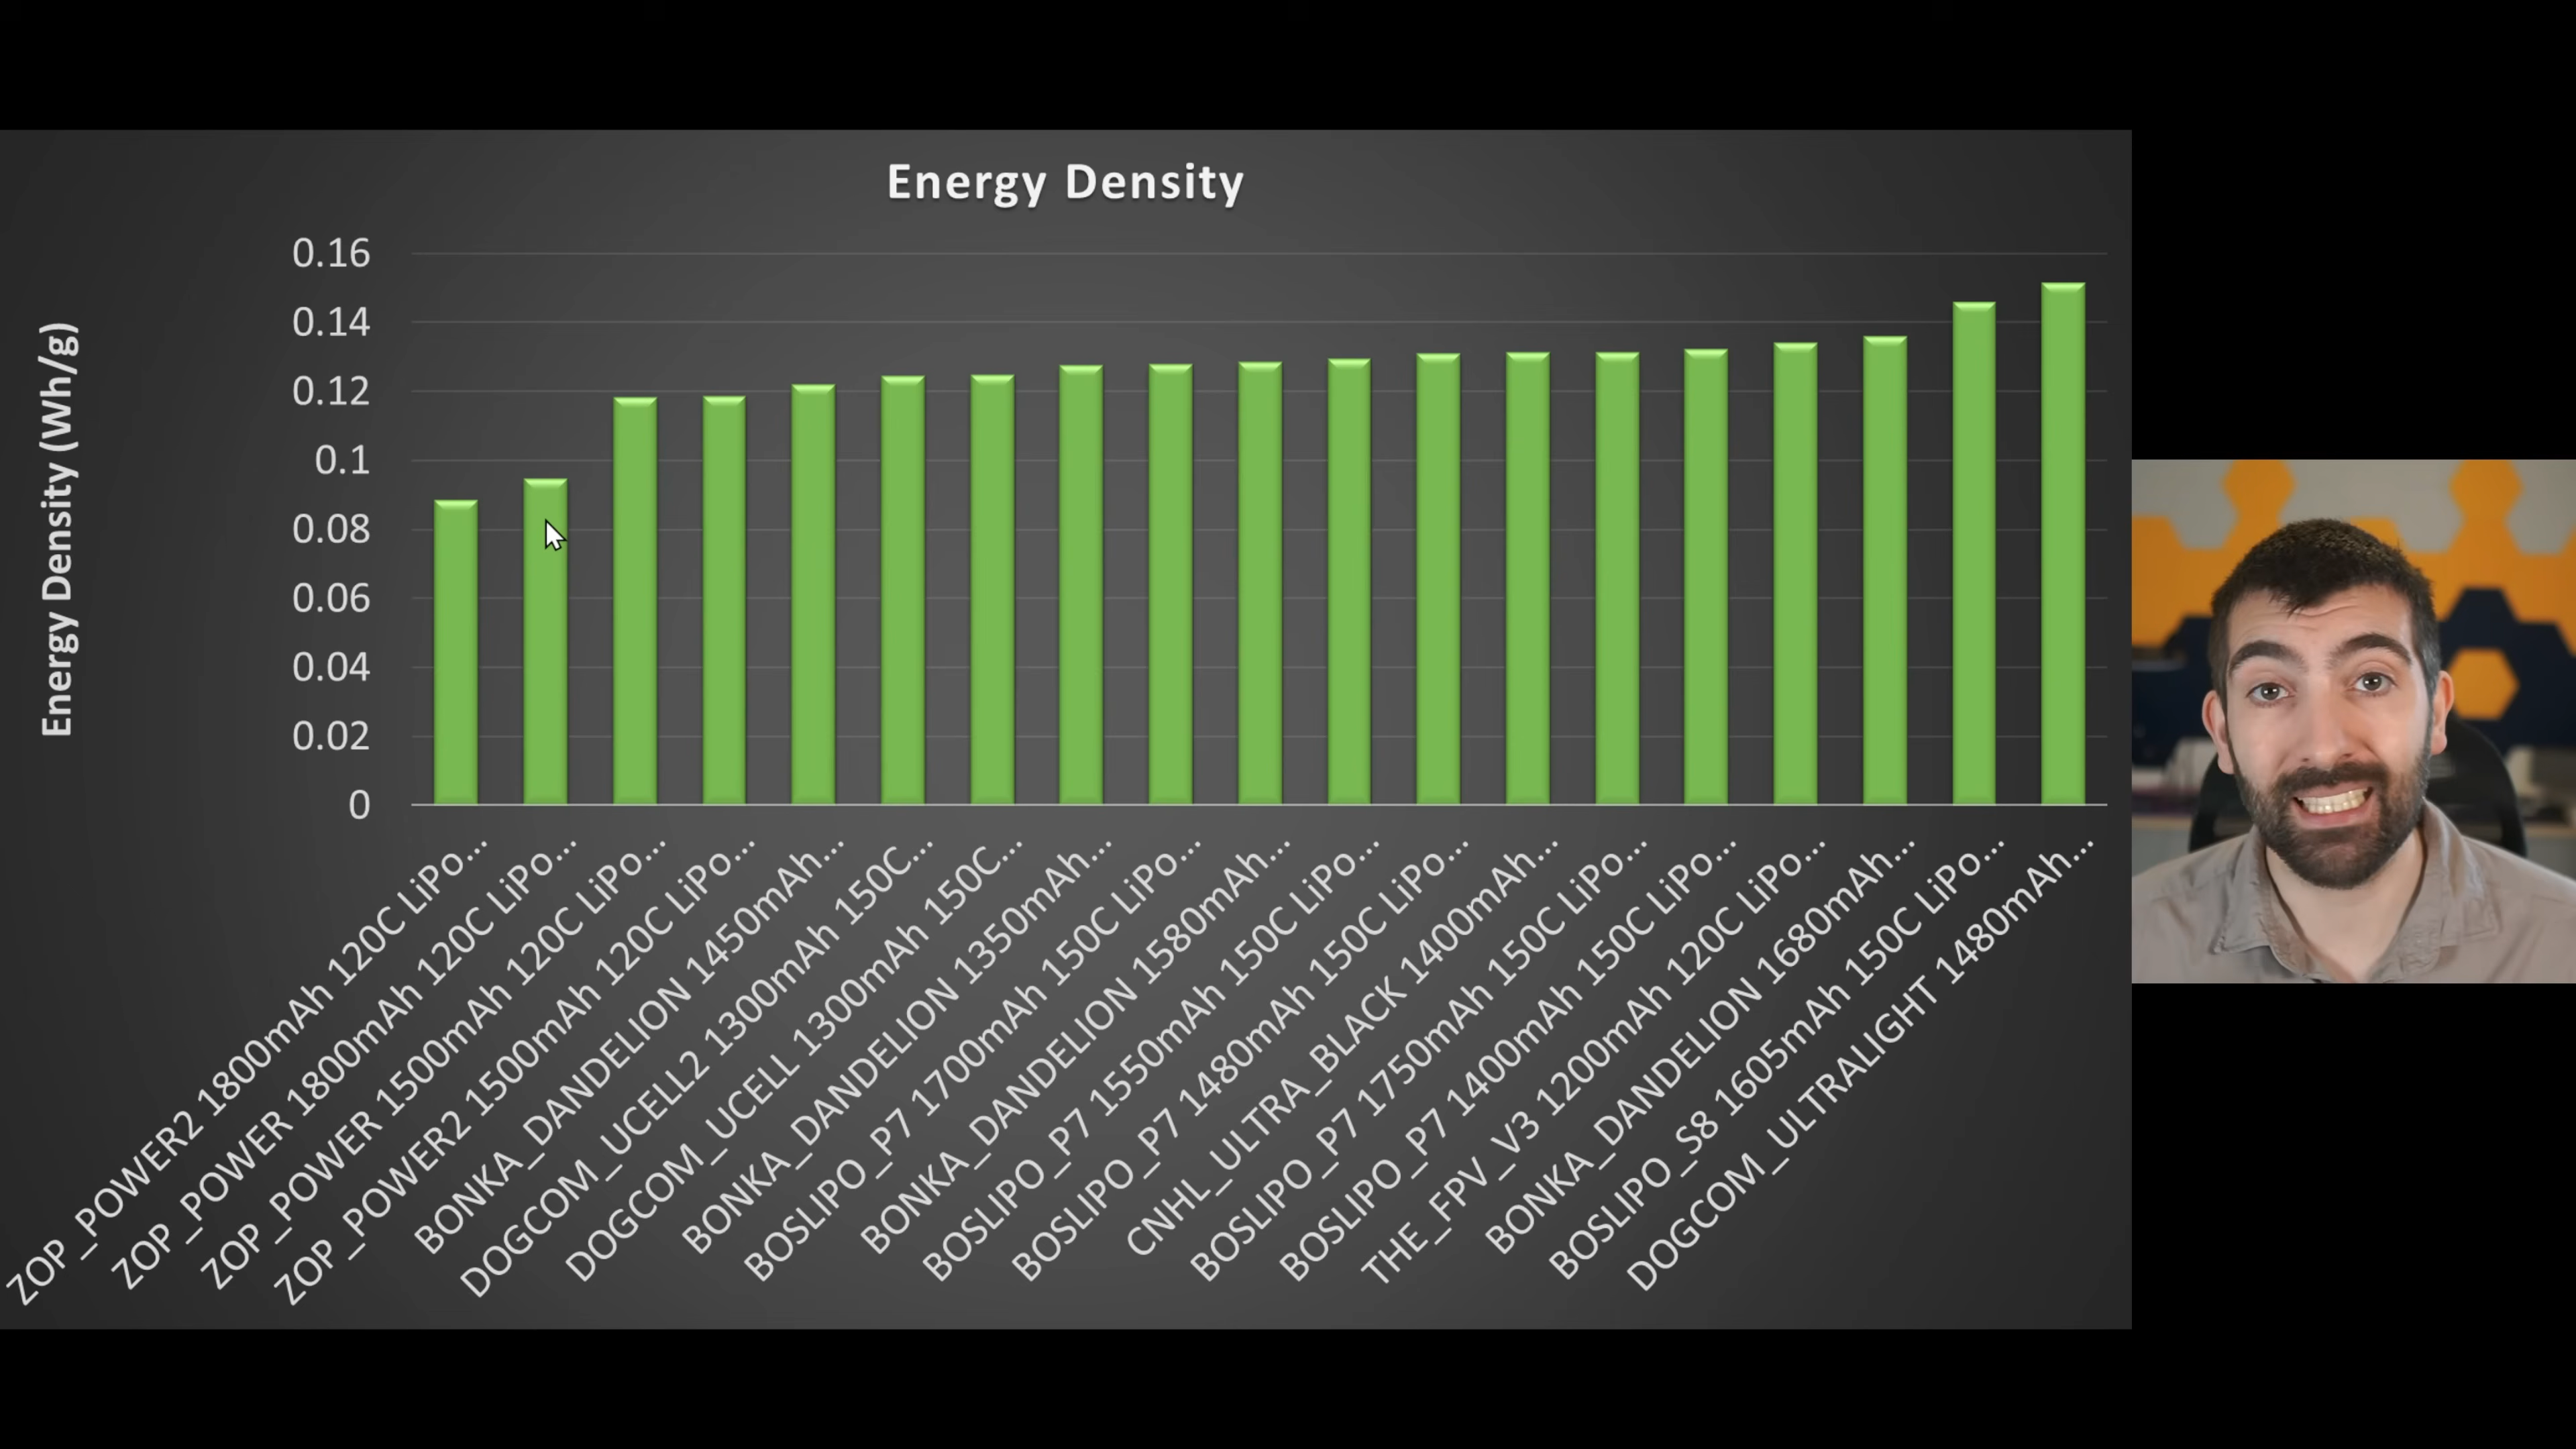 Energy Density
Energy Density (Wh/g)
0.16
0.14
0.12
0.1
0.08
0.06
0.04
0.02
0
ZOP_POWER2 1800mAh 120C LiPo...
ZOP_POWER 1800mAh 120C LiPo...
ZOP_POWER 1500mAh 120C LiPo...
ZOP_POWER2 1500mAh 120C LiPo...
BONKA_DANDELION 1450mAh...
DOGCOM_UCELL2 1300mAh 150C...
DOGCOM_UCELL 1300mAh 150C...
BONKA_DANDELION 1350mAh...
BOSLIPO_P7 1700mAh 150C LiPo...
BONKA_DANDELION 1580mAh...
BOSLIPO_P7 1550mAh 150C LiPo...
BOSLIPO_P7 1480mAh 150C LiPo...
CNHL_ULTRA_BLACK 1400mAh...
BOSLIPO_P7 1750mAh 150C LiPo...
BOSLIPO_P7 1400mAh 150C LiPo...
THE_FPV_V3 1200mAh 120C LiPo...
BONKA_DANDELION 1680mAh...
BOSLIPO_S8 1605mAh 150C LiPo...
DOGCOM_ULTRALIGHT 1480mAh...